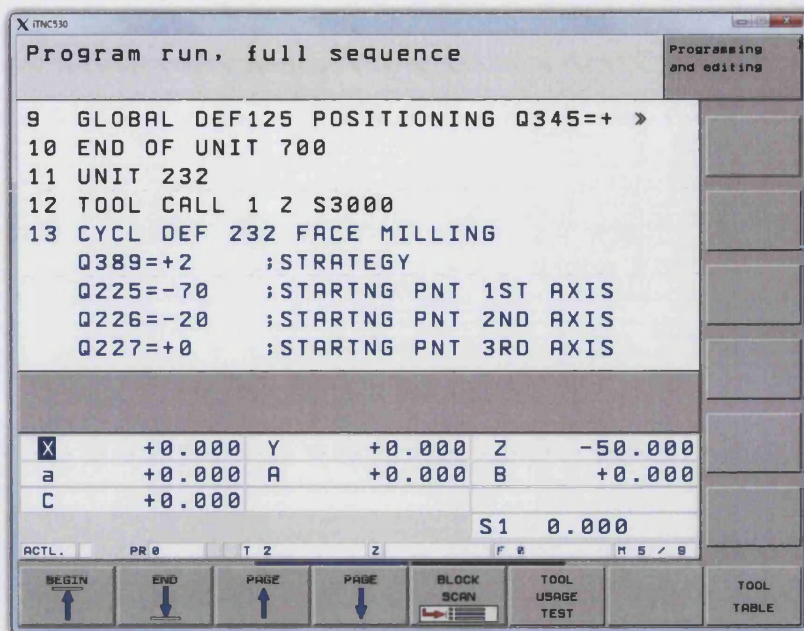 iTNC530
Program run, full sequence
Programming
and editing
9 GLOBAL DEF125 POSITIONING Q345=+ »
10 END OF UNIT 700
11 UNIT 232
12 TOOL CALL 1 Z S3000
13 CYCL DEF 232 FACE MILLING
Q389=+2 ;STRATEGY
Q225=-70 ;STARTNG PNT 1ST AXIS
Q226=-20 ;STARTNG PNT 2ND AXIS
Q227=+0 ;STARTNG PNT 3RD AXIS
X +0.000 Y +0.000 Z -50.000
a +0.000 A +0.000 B +0.000
C +0.000
S1 0.000
ACTL. PR 0 T 2 Z F 0 M 5 / 9
BEGIN
END
PAGE
PAGE
BLOCK
SCAN
TOOL
USAGE
TEST
TOOL
TABLE